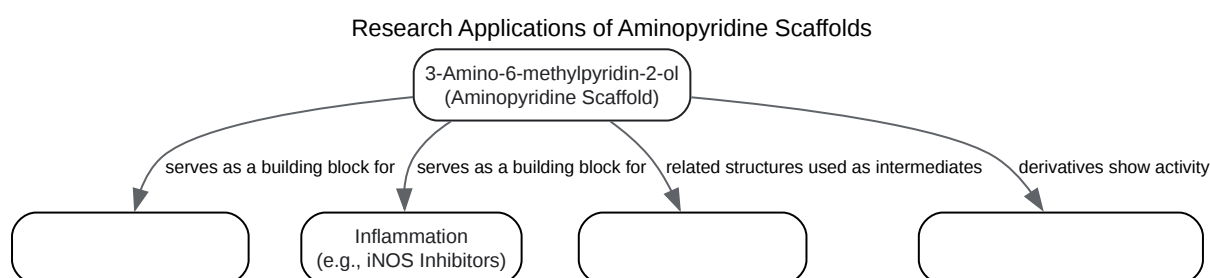 Research Applications of Aminopyridine Scaffolds
3-Amino-6-methylpyridin-2-ol
(Aminopyridine Scaffold)
serves as a building block for
serves as a building block for
related structures used as intermediates
derivatives show activity
Inflammation
(e.g., iNOS Inhibitors)